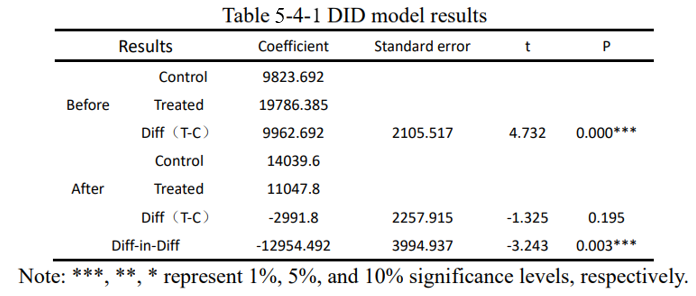 Table 5-4-1 DID model results
Results Coefficient Standard error t P
Control 9823.692
Before Treated 19786.385
Diff（T-C） 9962.692 2105.517 4.732 0.000***
Control 14039.6
After Treated 11047.8
Diff（T-C） -2991.8 2257.915 -1.325 0.195
Diff-in-Diff -12954.492 3994.937 -3.243 0.003***
Note: ***, **, * represent 1%, 5%, and 10% significance levels, respectively.